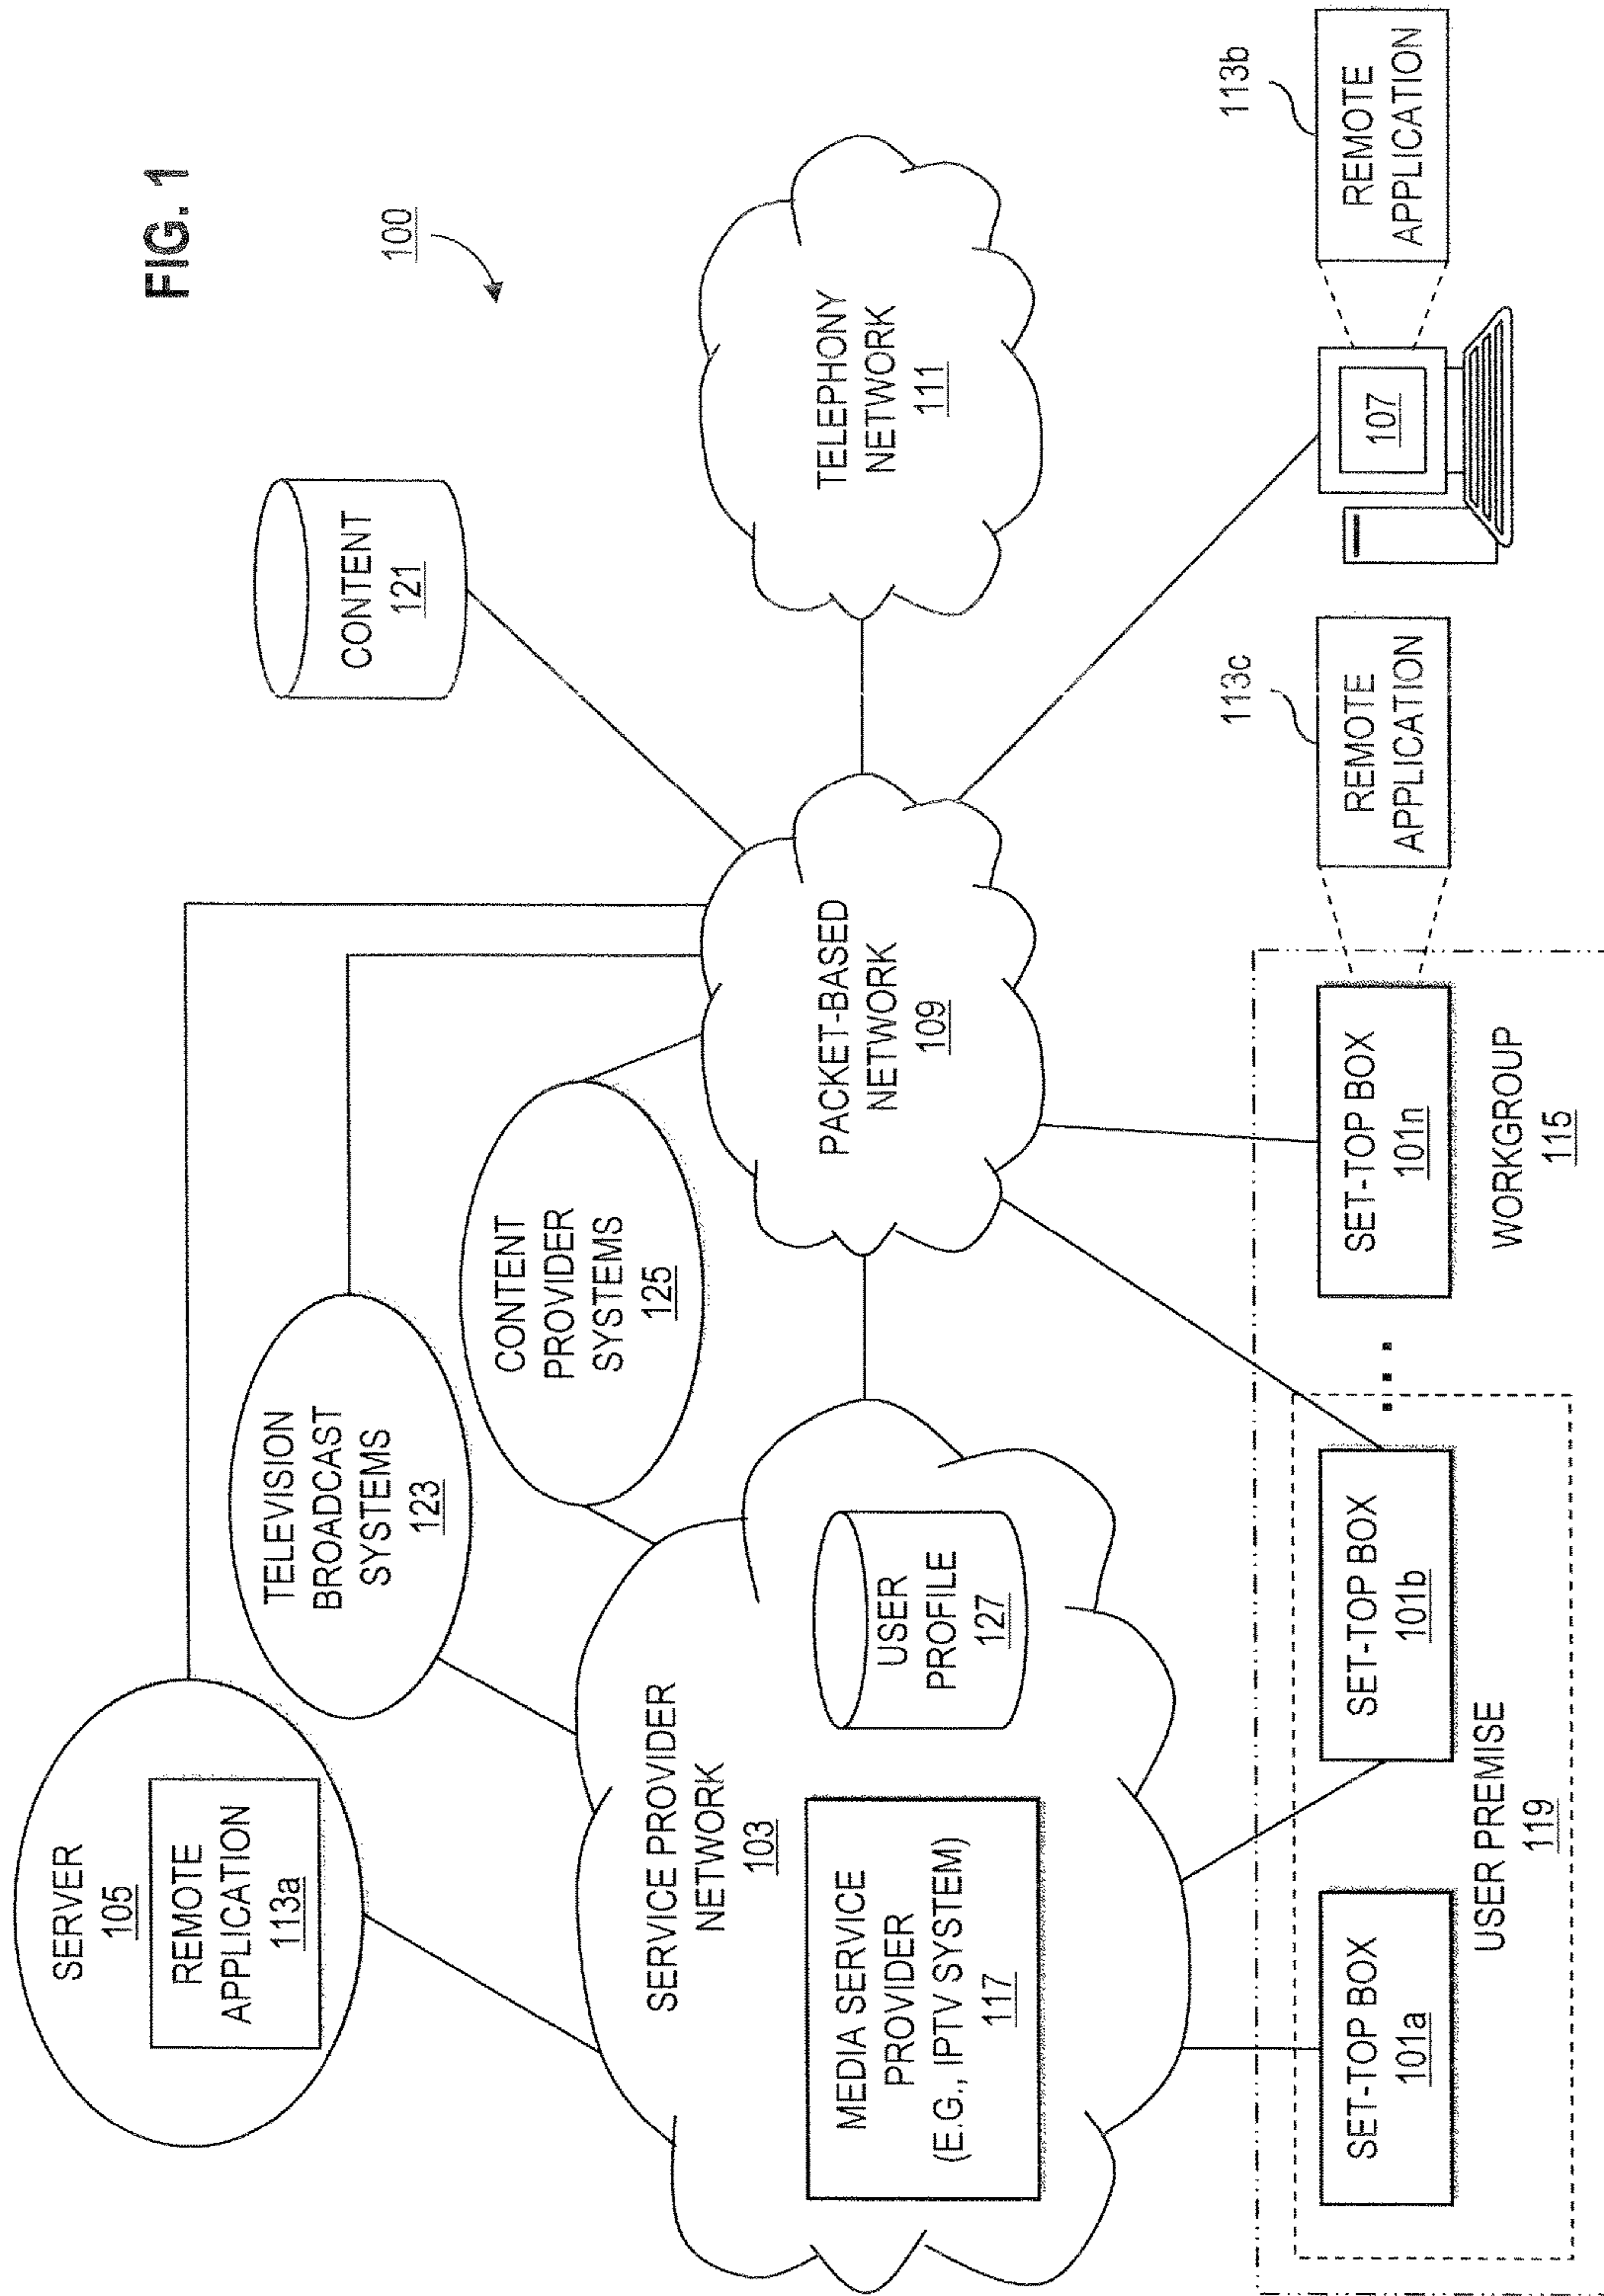 FIG. 1
100
SERVER
105
REMOTE
APPLICATION
113a
TELEVISION
BROADCAST
SYSTEMS
123
CONTENT
PROVIDER
SYSTEMS
125
CONTENT
121
SERVICE PROVIDER
NETWORK
103
MEDIA SERVICE
PROVIDER
(E.G., IPTV SYSTEM)
117
USER
PROFILE
127
PACKET-BASED
NETWORK
109
TELEPHONY
NETWORK
111
SET-TOP BOX
101a
SET-TOP BOX
101b
...
SET-TOP BOX
101n
USER PREMISE
119
WORKGROUP
115
113c
REMOTE
APPLICATION
107
113b
REMOTE
APPLICATION